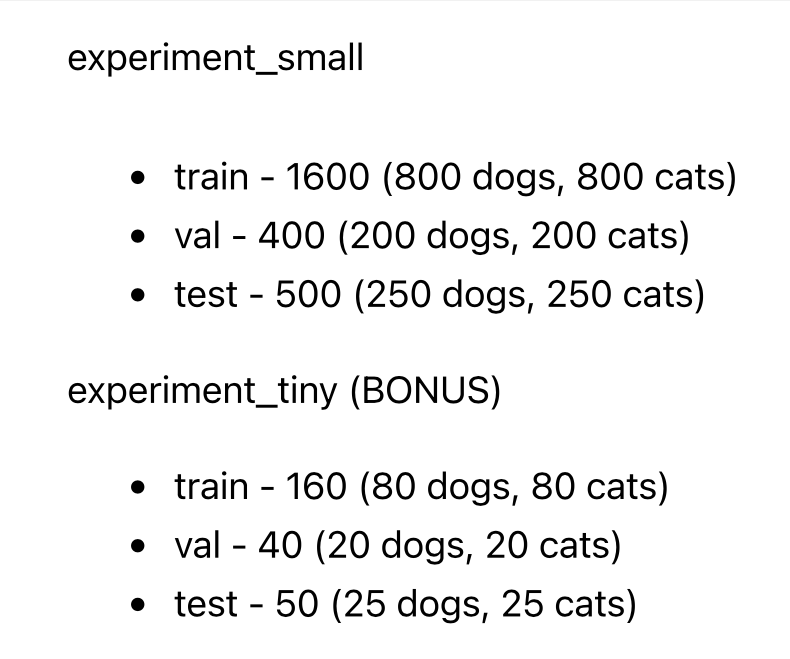 experiment_small
• train - 1600 (800 dogs, 800 cats)
• val - 400 (200 dogs, 200 cats)
• test - 500 (250 dogs, 250 cats)
experiment_tiny (BONUS)
• train - 160 (80 dogs, 80 cats)
• val - 40 (20 dogs, 20 cats)
• test - 50 (25 dogs, 25 cats)